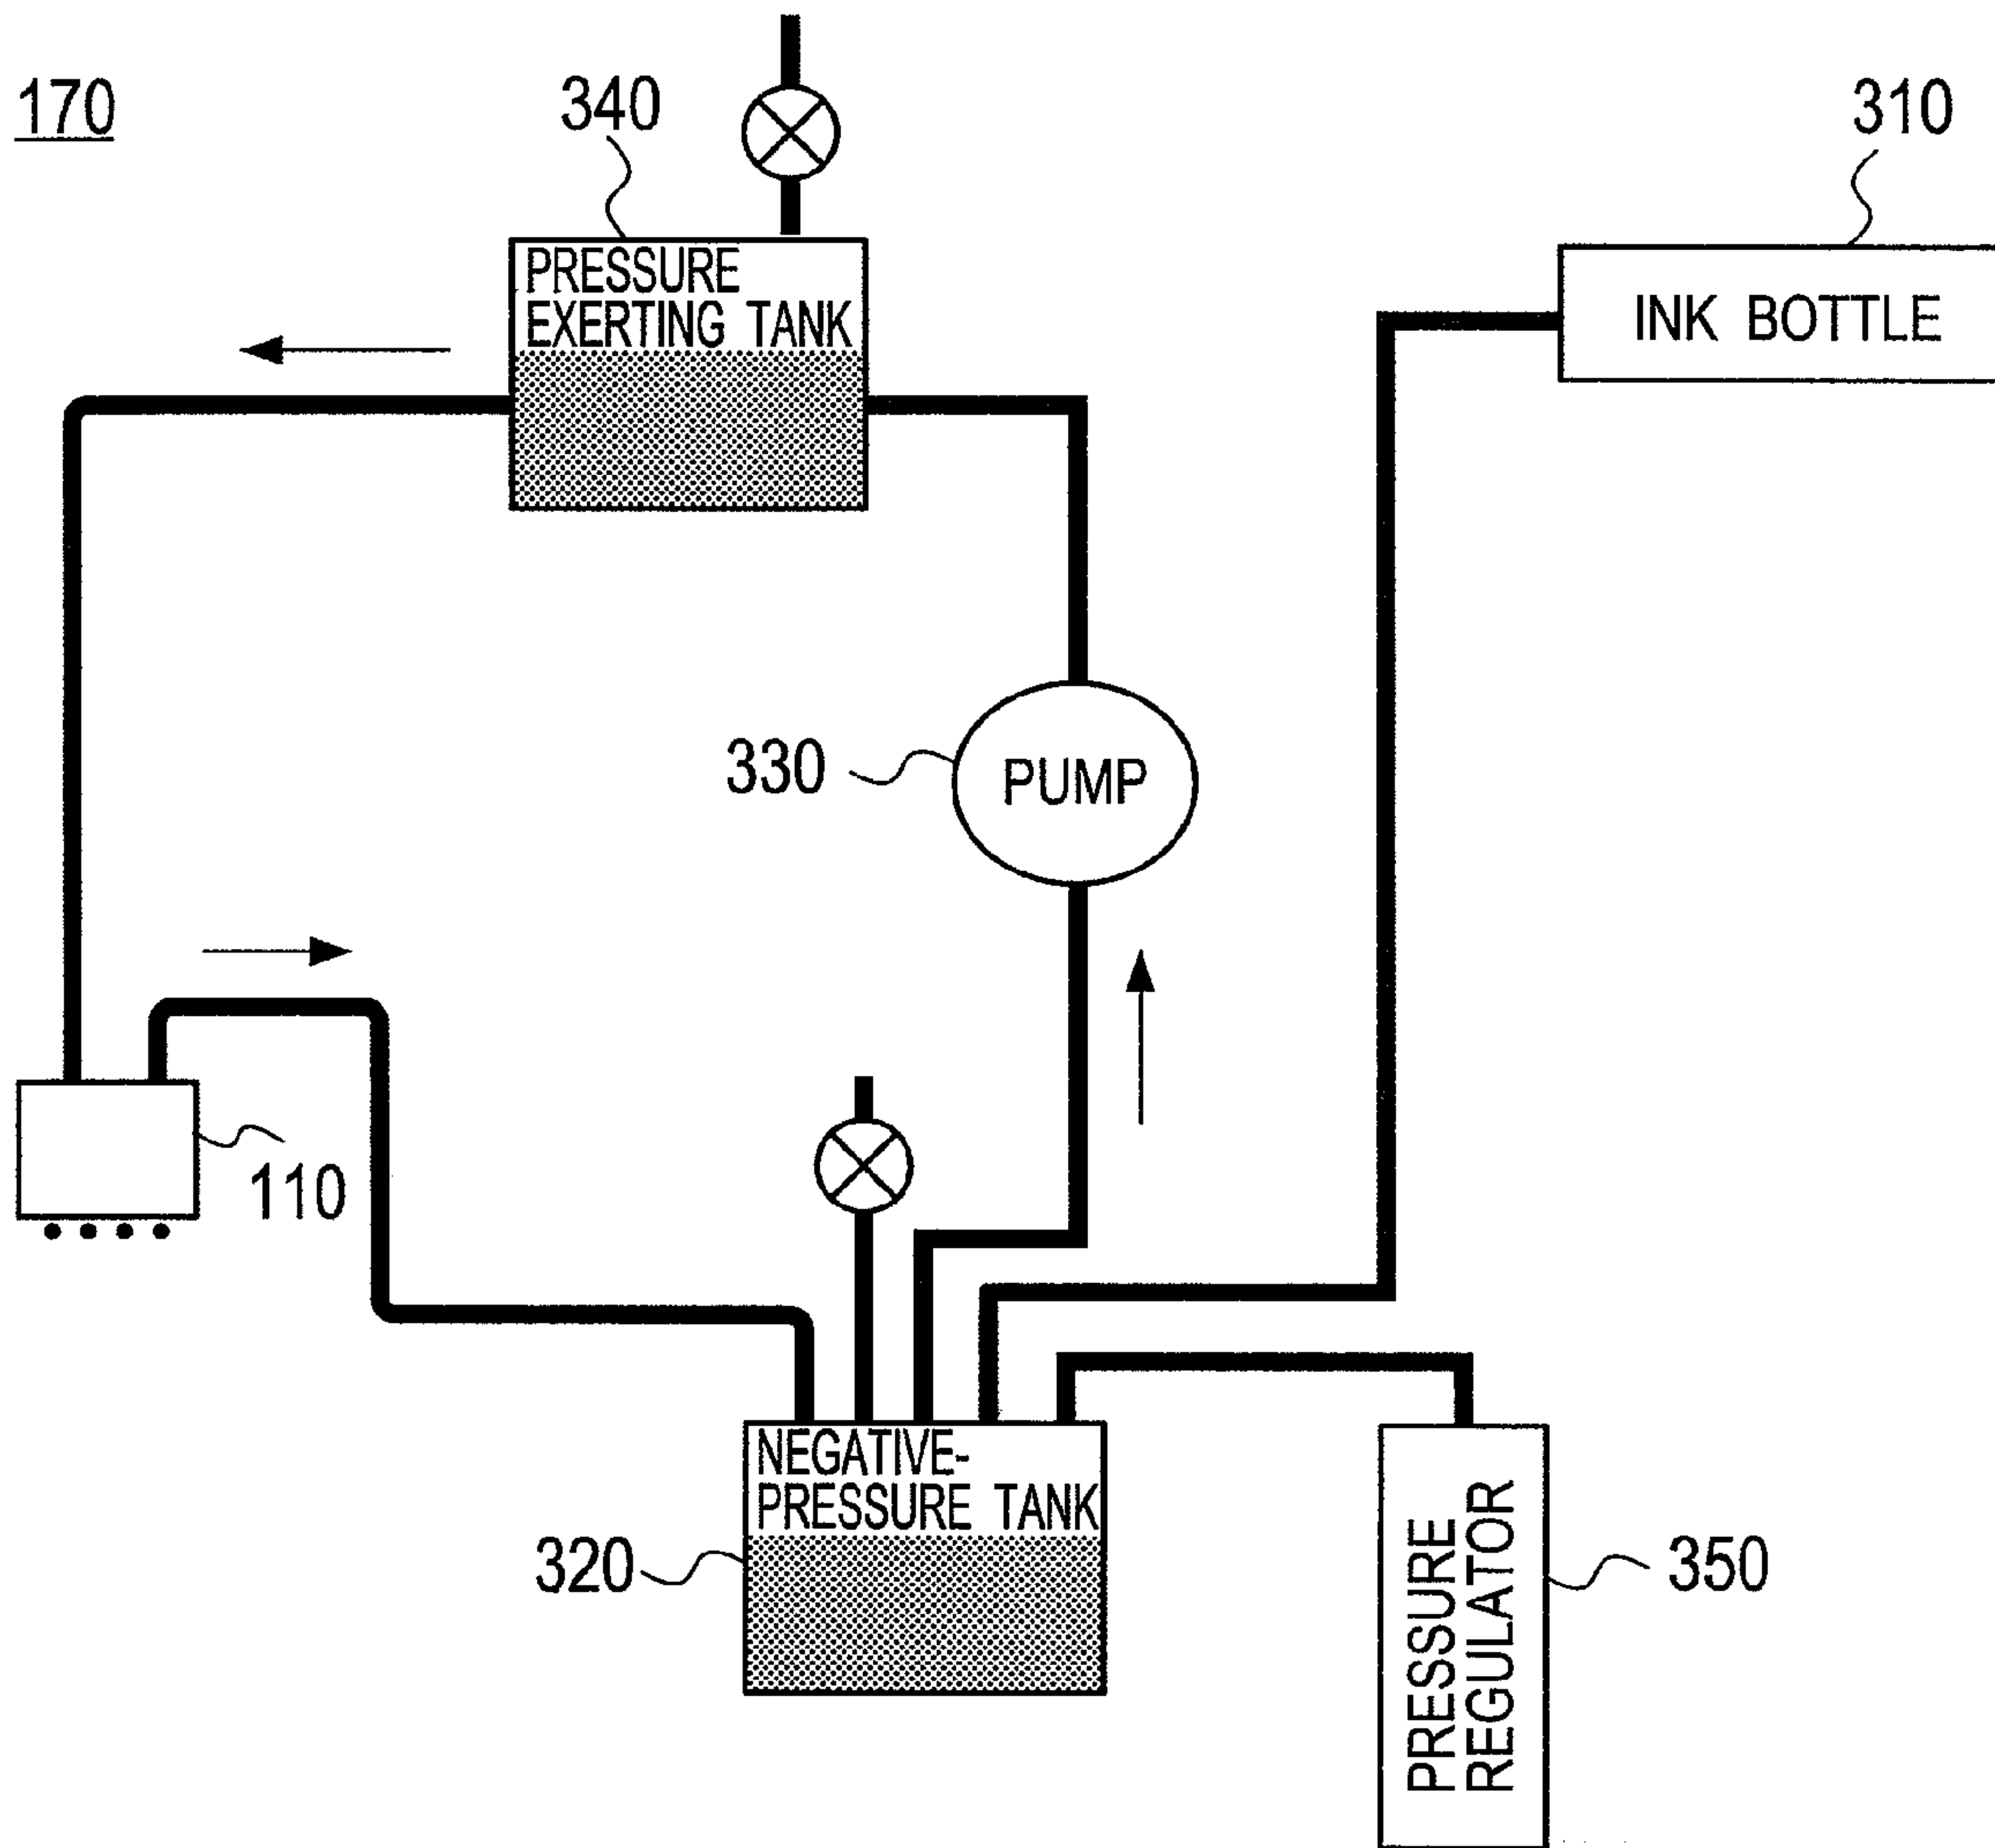 170
340
310
PRESSURE
EXERTING TANK
INK BOTTLE
330
PUMP
110
NEGATIVE-
PRESSURE TANK
320
350
PRESSURE
REGULATOR